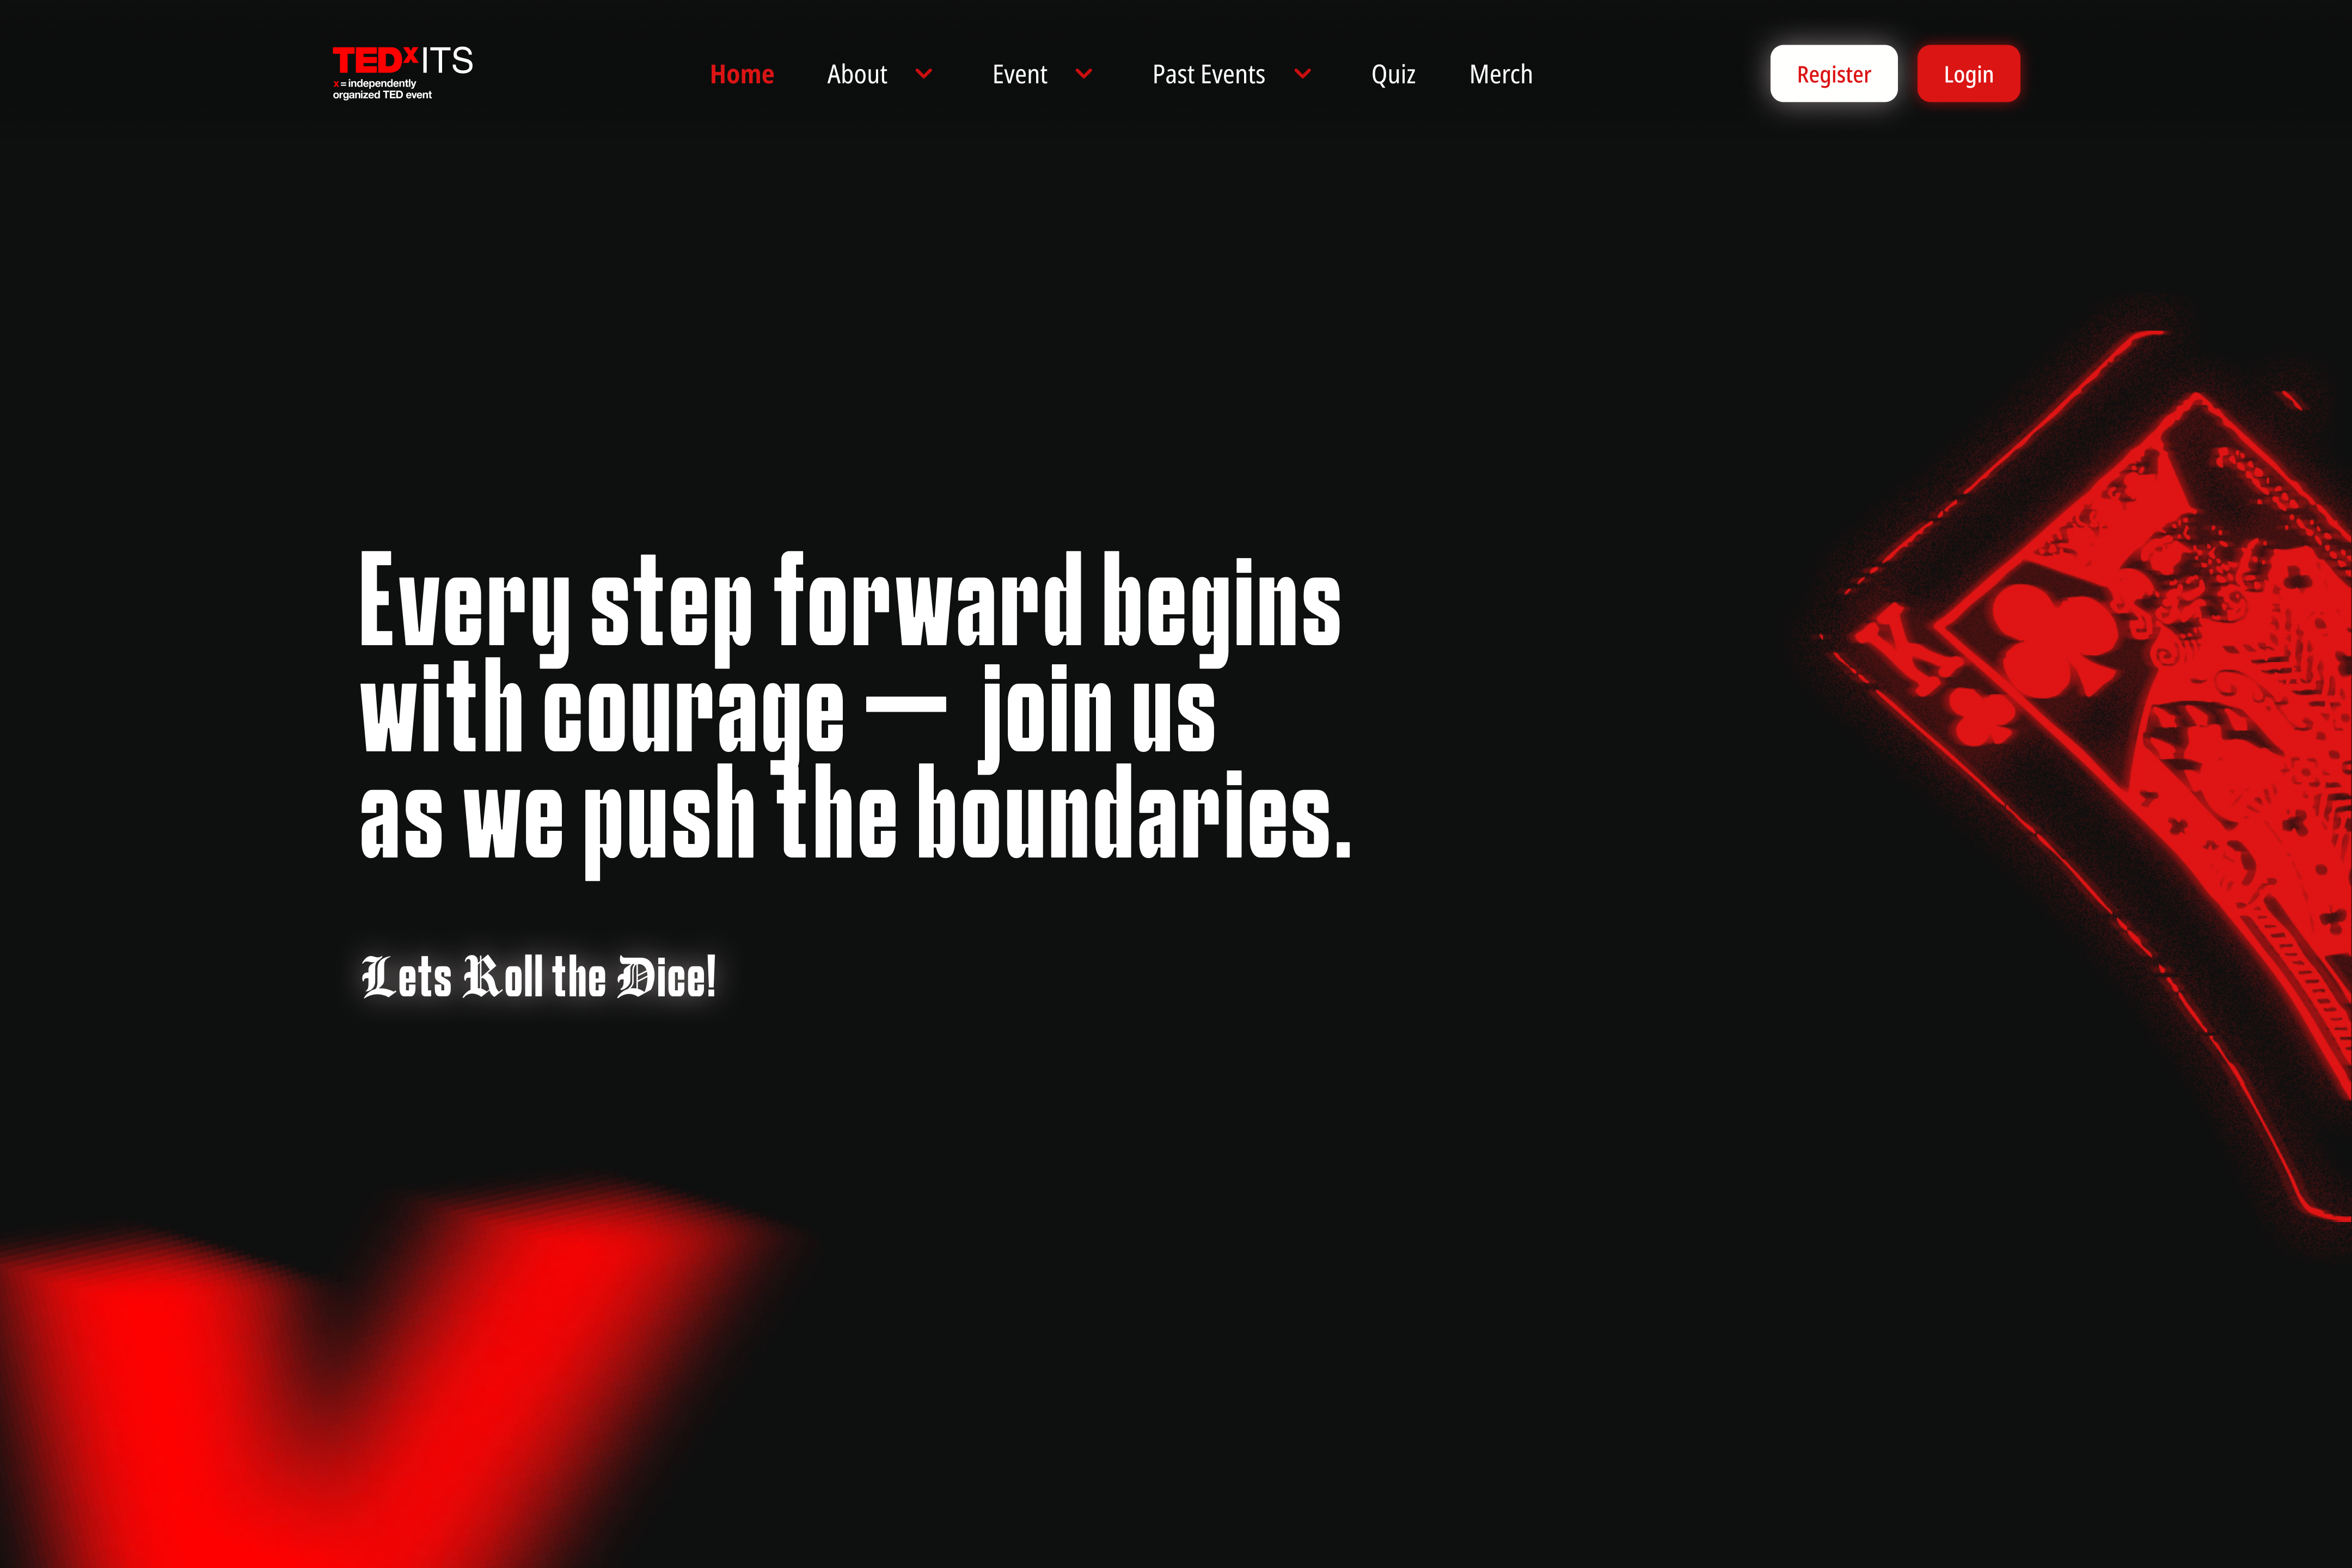 TEDxITS
x = independently
organized TED event
Home
About
Event
Past Events
Quiz
Merch
Register
Login
Every step forward begins
with courage — join us
as we push the boundaries.
Lets Roll the Dice!
K